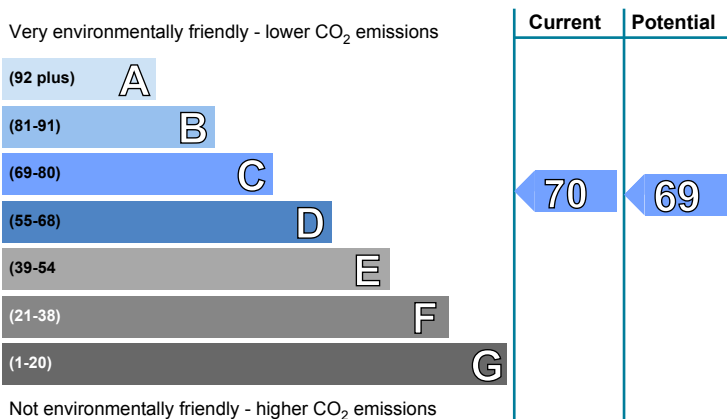 Very environmentally friendly - lower CO2 emissions
Current
Potential
(92 plus) A
(81-91) B
(69-80) C
(55-68) D
(39-54 E
(21-38) F
(1-20) G
70
69
Not environmentally friendly - higher CO2 emissions